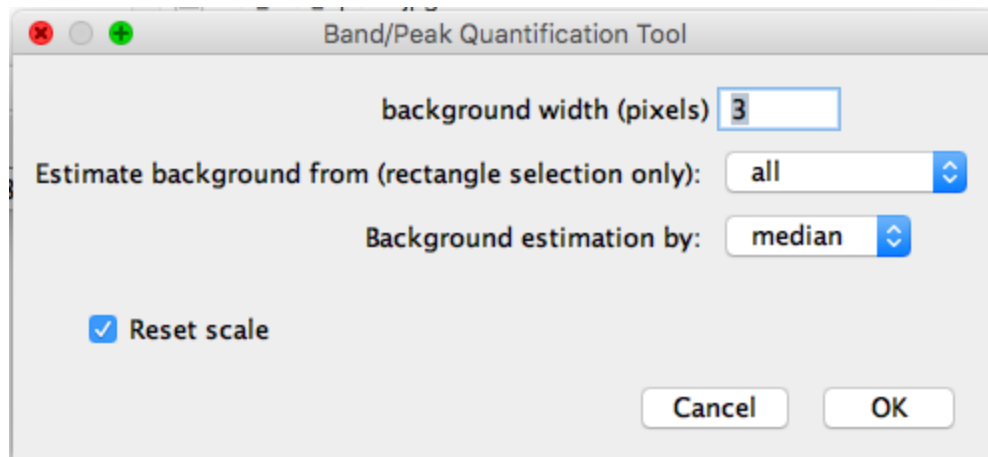 Band/Peak Quantification Tool
background width (pixels) 3
Estimate background from (rectangle selection only): all
Background estimation by: median
Reset scale
Cancel OK